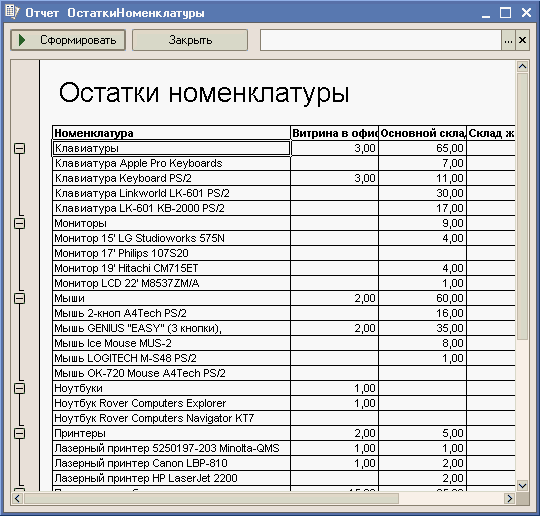 Отчет ОстаткиНоменклатуры
Сформировать Закрыть ...
Остатки номенклатуры
Номенклатура Витрина в офис Основной скла Склад ж
Клавиатуры 3,00 65,00
Клавиатура Apple Pro Keyboards 7,00
Клавиатура Keyboard PS/2 3,00 11,00
Клавиатура Linkworld LK-601 PS/2 30,00
Клавиатура LK-601 KB-2000 PS/2 17,00
Мониторы 9,00
Монитор 15' LG Studioworks 575N 4,00
Монитор 17' Philips 107S20
Монитор 19' Hitachi CM715ET 4,00
Монитор LCD 22' M8537ZM/A 1,00
Мыши 2,00 60,00
Мышь 2-кноп A4Tech PS/2 16,00
Мышь GENIUS "EASY" (3 кнопки), 2,00 35,00
Мышь Ice Mouse MUS-2 8,00
Мышь LOGITECH M-S48 PS/2 1,00
Мышь OK-720 Mouse A4Tech PS/2
Ноутбуки 1,00
Ноутбук Rover Computers Explorer 1,00
Ноутбук Rover Computers Navigator KT7
Принтеры 2,00 5,00
Лазерный принтер 5250197-203 Minolta-QMS 1,00 1,00
Лазерный принтер Canon LBP-810 1,00 2,00
Лазерный принтер HP LaserJet 2200 2,00